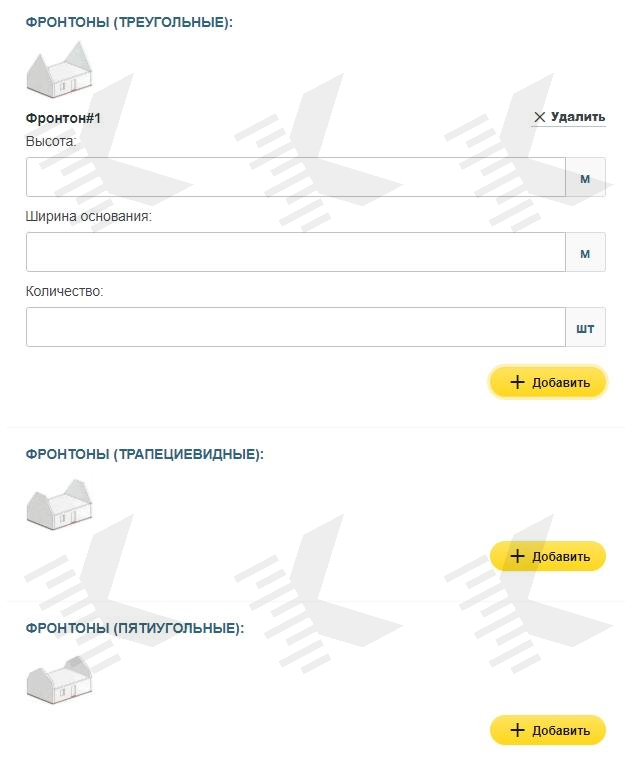 ФРОНТОНЫ (ТРЕУГОЛЬНЫЕ):
Фронтон#1
Удалить
Высота:
м
Ширина основания:
м
Количество:
шт
+ Добавить
ФРОНТОНЫ (ТРАПЕЦИЕВИДНЫЕ):
+ Добавить
ФРОНТОНЫ (ПЯТИУГОЛЬНЫЕ):
+ Добавить